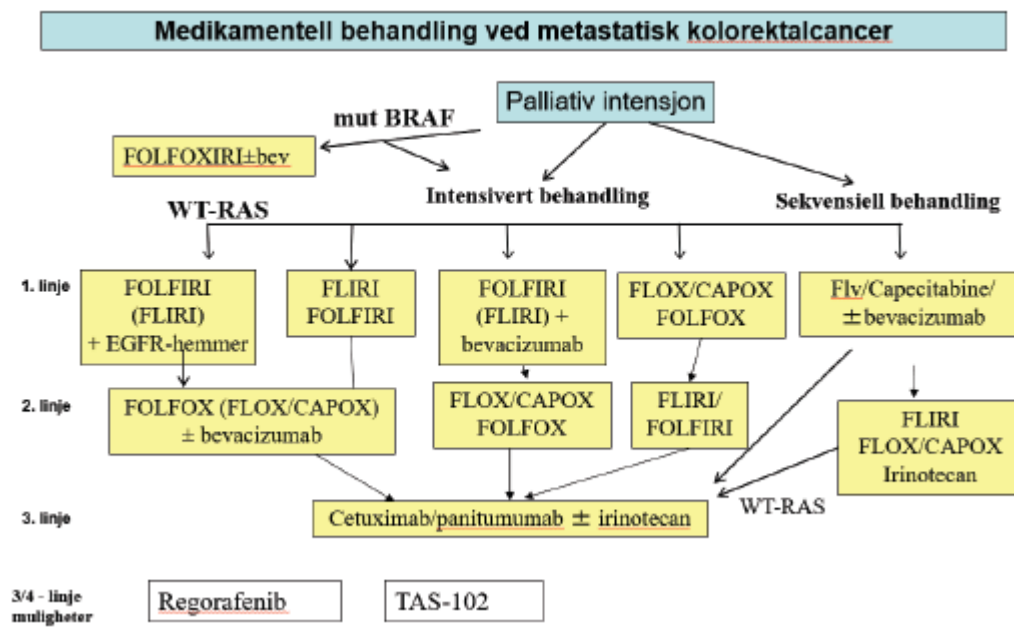 Medikamentell behandling ved metastatisk kolorektalcancer
Palliativ intensjon
mut BRAF
FOLFOXIRI±bev
Intensivert behandling
Sekvensiell behandling
WT-RAS
1. linje
FOLFIRI
(FLIRI)
+ EGFR-hemmer
FLIRI
FOLFIRI
FOLFIRI
(FLIRI) +
bevacizumab
FLOX/CAPOX
FOLFOX
Flv/Capecitabine/
± bevacizumab
2. linje
FOLFOX (FLOX/CAPOX)
± bevacizumab
FLOX/CAPOX
FOLFOX
FLIRI/
FOLFIRI
FLIRI
FLOX/CAPOX
Irinotecan
WT-RAS
3. linje
Cetuximab/panitumumab ± irinotecan
3/4 - linje
muligheter
Regorafenib
TAS-102